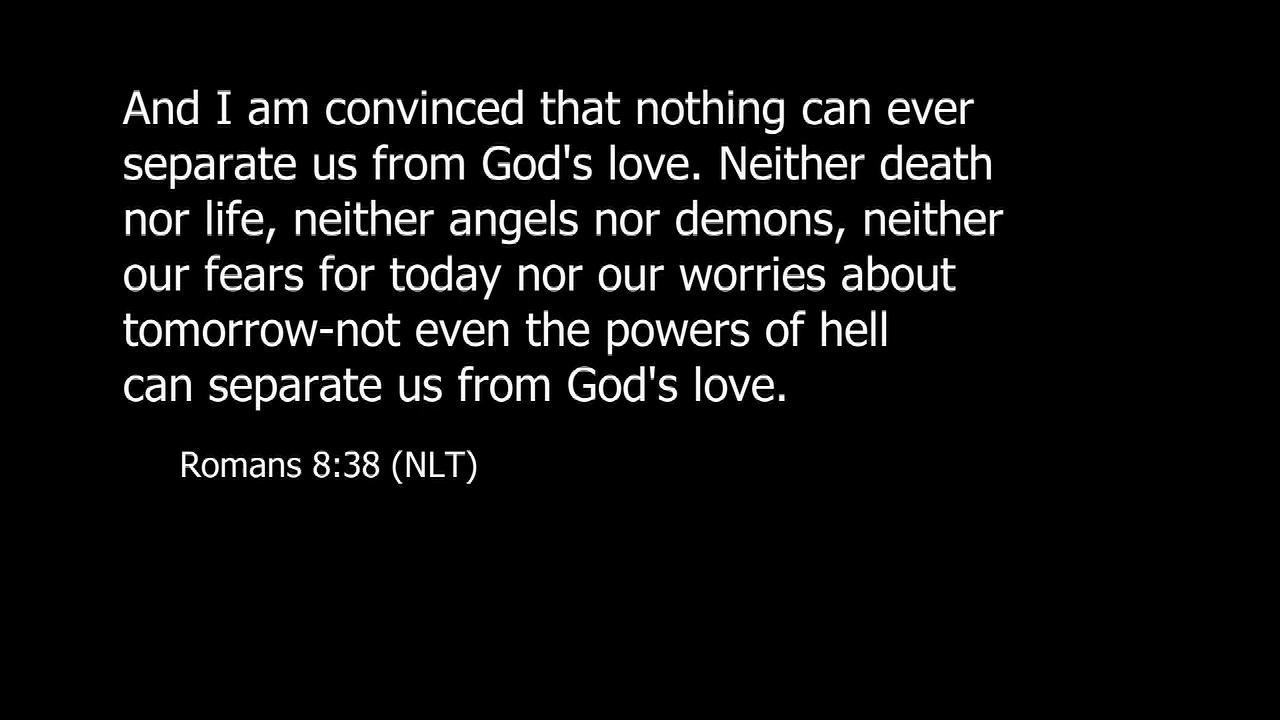 And I am convinced that nothing can ever
separate us from God's love. Neither death
nor life, neither angels nor demons, neither
our fears for today nor our worries about
tomorrow-not even the powers of hell
can separate us from God's love.
Romans 8:38 (NLT)